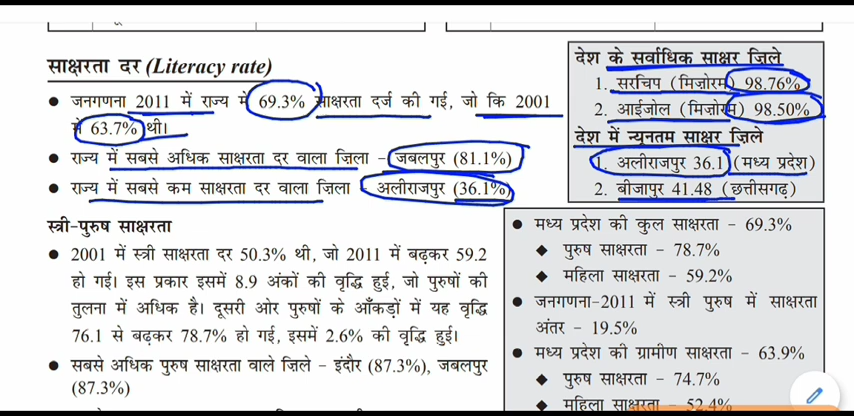 साक्षरता दर (Literacy rate)
● जनगणना 2011 में राज्य में 69.3% साक्षरता दर्ज की गई, जो कि 2001
में 63.7% थी।
● राज्य में सबसे अधिक साक्षरता दर वाला जिला – जबलपुर (81.1%)
● राज्य में सबसे कम साक्षरता दर वाला जिला – अलीराजपुर (36.1%)
स्त्री-पुरुष साक्षरता
● 2001 में स्त्री साक्षरता दर 50.3% थी, जो 2011 में बढ़कर 59.2
हो गई। इस प्रकार इसमें 8.9 अंकों की वृद्धि हुई, जो पुरुषों की
तुलना में अधिक है। दूसरी ओर पुरुषों के आँकड़ों में यह वृद्धि
76.1 से बढ़कर 78.7% हो गई, इसमें 2.6% की वृद्धि हुई।
● सबसे अधिक पुरुष साक्षरता वाले जिले – इंदौर (87.3%), जबलपुर
(87.3%)
देश के सर्वाधिक साक्षर ज़िले
1. सरचिप (मिज़ोरम) 98.76%
2. आईजोल (मिज़ोरम) 98.50%
देश में न्यूनतम साक्षर ज़िले
1. अलीराजपुर 36.1 (मध्य प्रदेश)
2. बीजापुर 41.48 (छत्तीसगढ़)
● मध्य प्रदेश की कुल साक्षरता – 69.3%
◆ पुरुष साक्षरता – 78.7%
◆ महिला साक्षरता – 59.2%
● जनगणना-2011 में स्त्री पुरुष में साक्षरता
अंतर – 19.5%
● मध्य प्रदेश की ग्रामीण साक्षरता – 63.9%
◆ पुरुष साक्षरता – 74.7%
◆ महिला साक्षरता – 52.4%